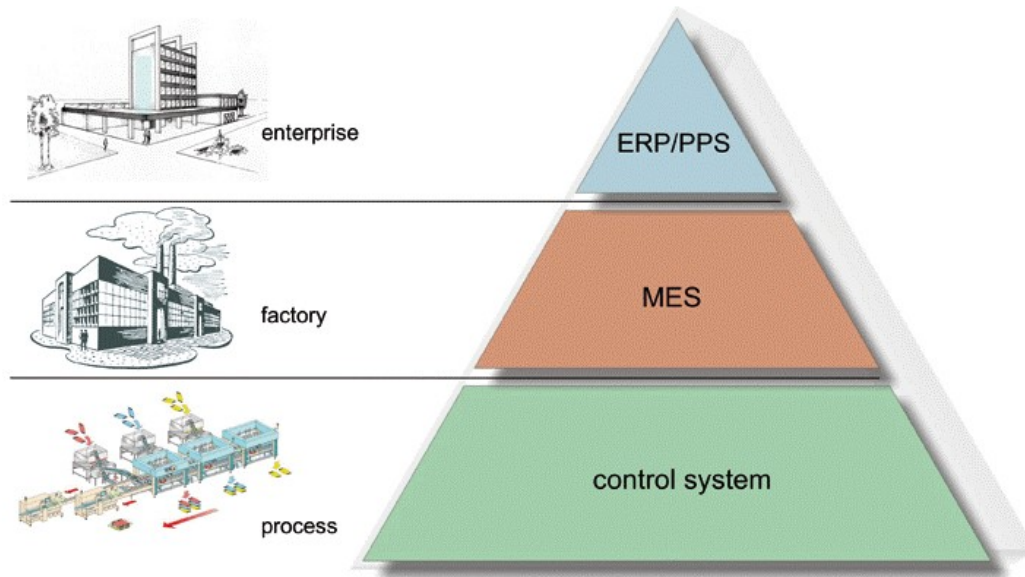 enterprise
ERP/PPS
factory
MES
process
control system